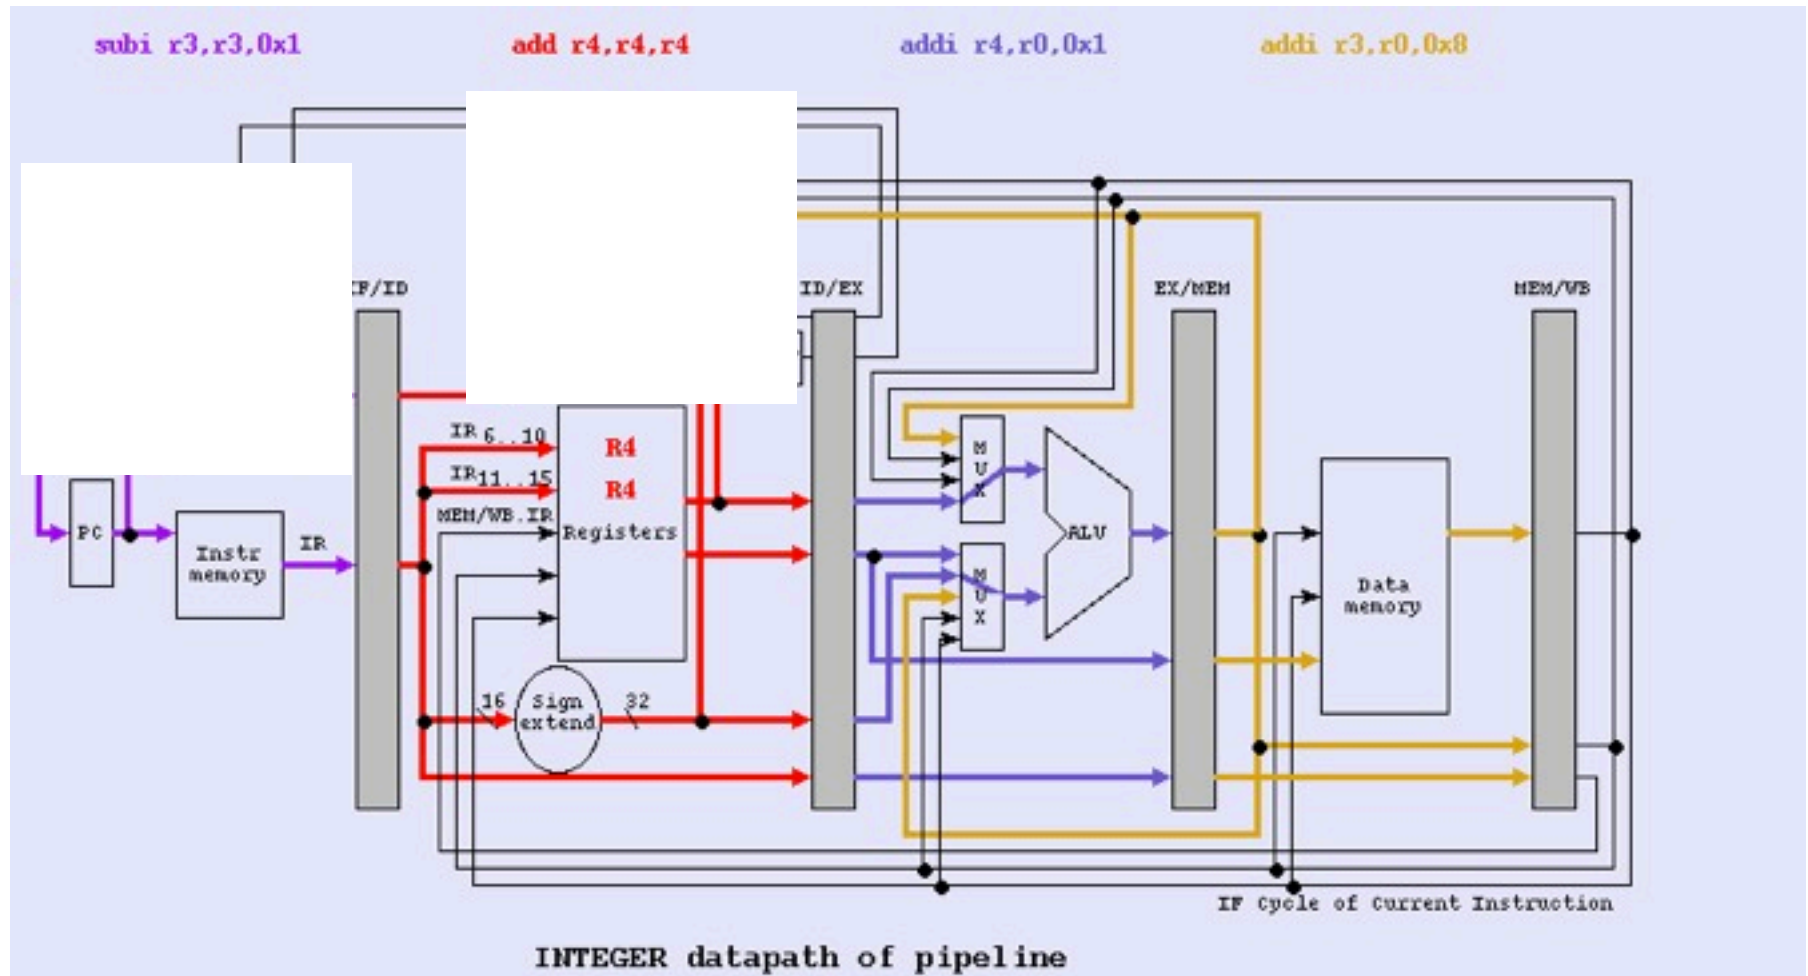 subi r3,r3,0x1
add r4,r4,r4
addi r4,r0,0x1
addi r3,r0,0x8
IF/ID
ID/EX
EX/MEM
MEM/WB
IR 6..10
R4
IR 11..15
R4
MEM/WB.IR
Registers
PC
Instr
memory
IR
M
U
X
M
U
X
ALU
Data
memory
16
Sign
extend
32
IF Cycle of Current Instruction
INTEGER datapath of pipeline